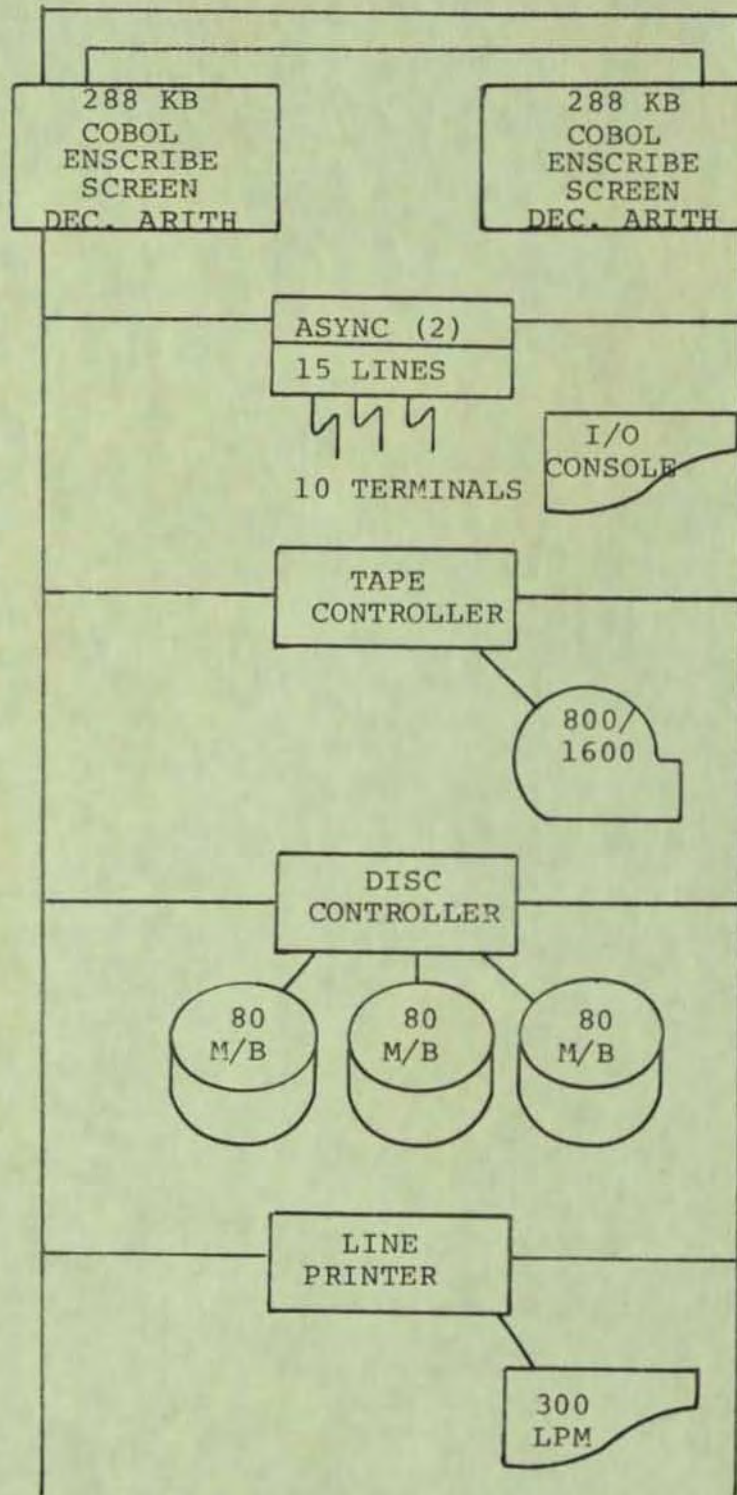 288 KB
COBOL
ENSCRIBE
SCREEN
DEC. ARITH
288 KB
COBOL
ENSCRIBE
SCREEN
DEC. ARITH
ASYNC (2)
15 LINES
10 TERMINALS
I/O
CONSOLE
TAPE
CONTROLLER
800/
1600
DISC
CONTROLLER
80
M/B
80
M/B
80
M/B
LINE
PRINTER
300
LPM